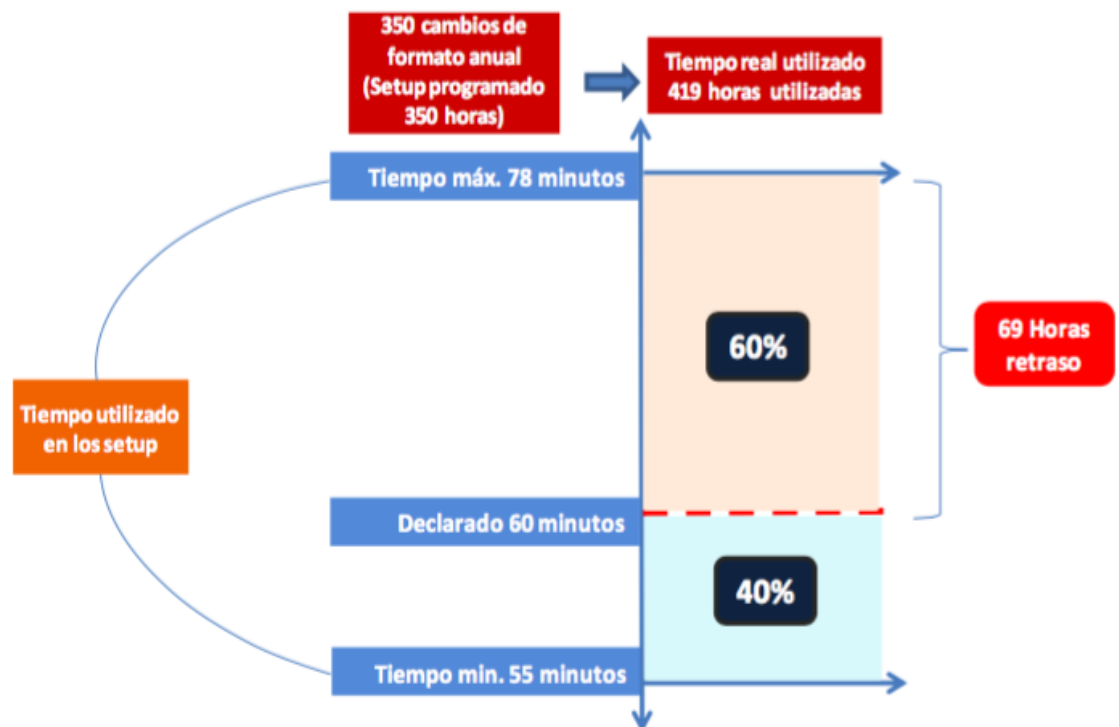 350 cambios de
formato anual
(Setup programado
350 horas)
Tiempo real utilizado
419 horas utilizadas
Tiempo máx. 78 minutos
60%
69 Horas
retraso
Tiempo utilizado
en los setup
Declarado 60 minutos
40%
Tiempo min. 55 minutos